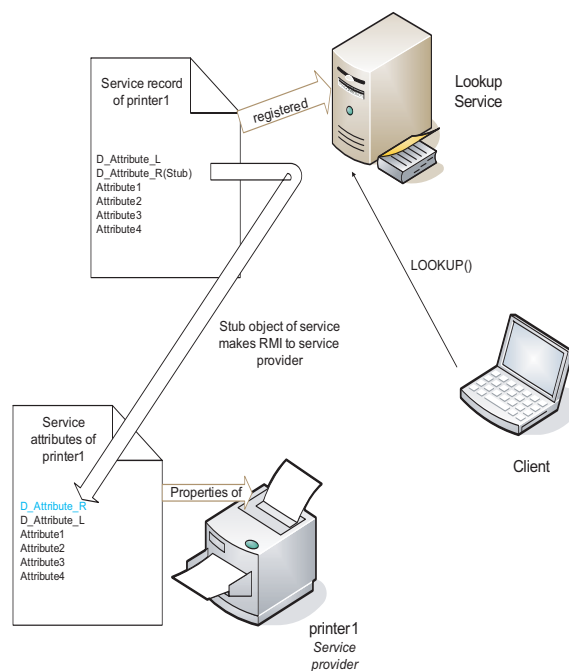 Service record
of printer1
registered
Lookup
Service
D_Attribute_L
D_Attribute_R(Stub)
Attribute1
Attribute2
Attribute3
Attribute4
LOOKUP()
Stub object of service
makes RMI to service
provider
Client
Service
attributes of
printer1
Properties of
D_Attribute_R
D_Attribute_L
Attribute1
Attribute2
Attribute3
Attribute4
printer1
Service
provider